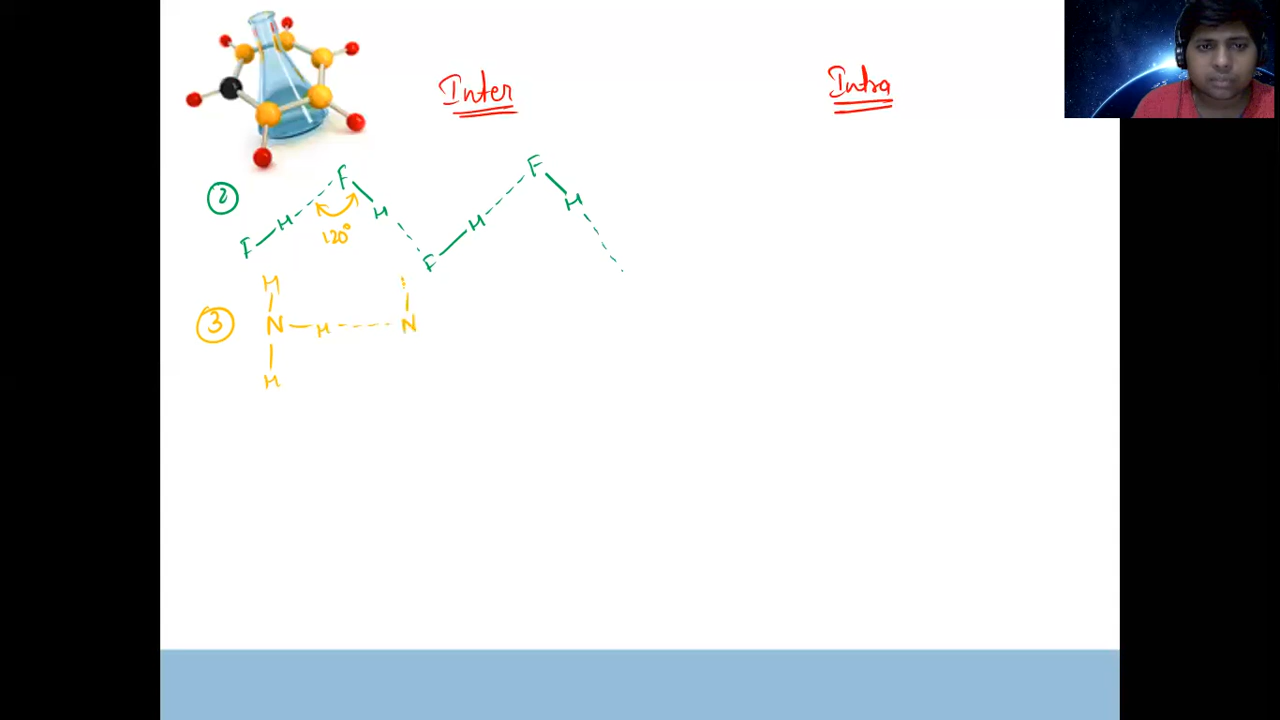 Inter
Intra
② F H F H F H F H
120°
H
③ N H N
H